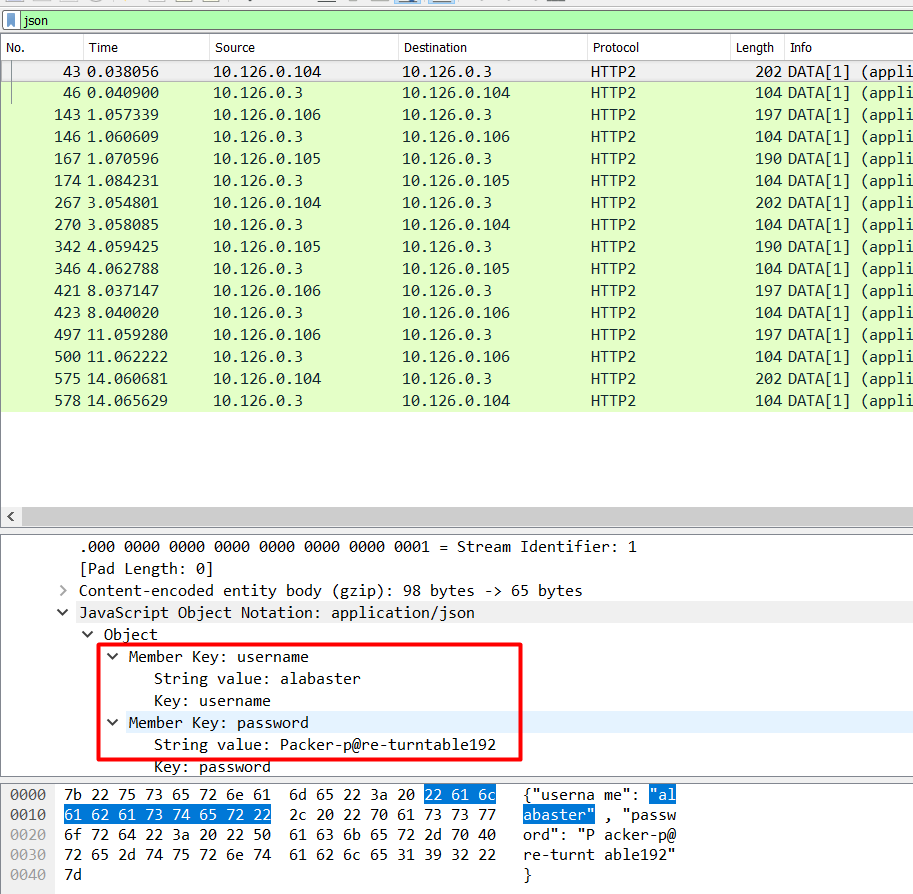 json
No. Time Source Destination Protocol Length Info
43 0.038056 10.126.0.104 10.126.0.3 HTTP2 202 DATA[1] (appli
46 0.040900 10.126.0.3 10.126.0.104 HTTP2 104 DATA[1] (appli
143 1.057339 10.126.0.106 10.126.0.3 HTTP2 197 DATA[1] (appli
146 1.060609 10.126.0.3 10.126.0.106 HTTP2 104 DATA[1] (appli
167 1.070596 10.126.0.105 10.126.0.3 HTTP2 190 DATA[1] (appli
174 1.084231 10.126.0.3 10.126.0.105 HTTP2 104 DATA[1] (appli
267 3.054801 10.126.0.104 10.126.0.3 HTTP2 202 DATA[1] (appli
270 3.058085 10.126.0.3 10.126.0.104 HTTP2 104 DATA[1] (appli
342 4.059425 10.126.0.105 10.126.0.3 HTTP2 190 DATA[1] (appli
346 4.062788 10.126.0.3 10.126.0.105 HTTP2 104 DATA[1] (appli
421 8.037147 10.126.0.106 10.126.0.3 HTTP2 197 DATA[1] (appli
423 8.040020 10.126.0.3 10.126.0.106 HTTP2 104 DATA[1] (appli
497 11.059280 10.126.0.106 10.126.0.3 HTTP2 197 DATA[1] (appli
500 11.062222 10.126.0.3 10.126.0.106 HTTP2 104 DATA[1] (appli
575 14.060681 10.126.0.104 10.126.0.3 HTTP2 202 DATA[1] (appli
578 14.065629 10.126.0.3 10.126.0.104 HTTP2 104 DATA[1] (appli
.000 0000 0000 0000 0000 0000 0000 0001 = Stream Identifier: 1
[Pad Length: 0]
Content-encoded entity body (gzip): 98 bytes -> 65 bytes
JavaScript Object Notation: application/json
Object
Member Key: username
String value: alabaster
Key: username
Member Key: password
String value: Packer-p@re-turntable192
Key: password
0000 7b 22 75 73 65 72 6e 61 6d 65 22 3a 20 22 61 6c {"userna me": "al
0010 61 62 61 73 74 65 72 22 2c 20 22 70 61 73 73 77 abaster" , "passw
0020 6f 72 64 22 3a 20 22 50 61 63 6b 65 72 2d 70 40 ord": "P acker-p@
0030 72 65 2d 74 75 72 6e 74 61 62 6c 65 31 39 32 22 re-turnt able192"
0040 7d }